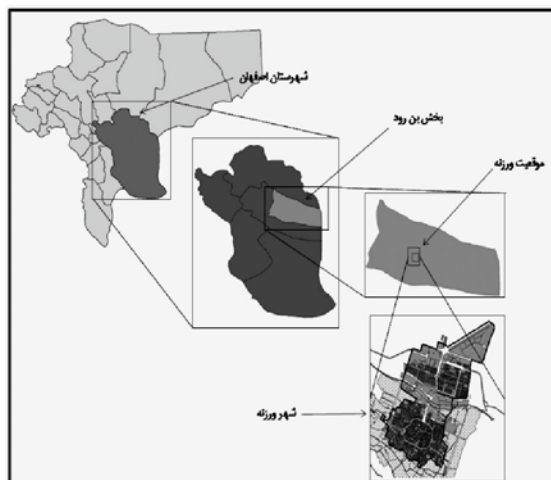 شهرستان اصفهان
بخش بن رود
موقعیت ورزنه
شهر ورزنه